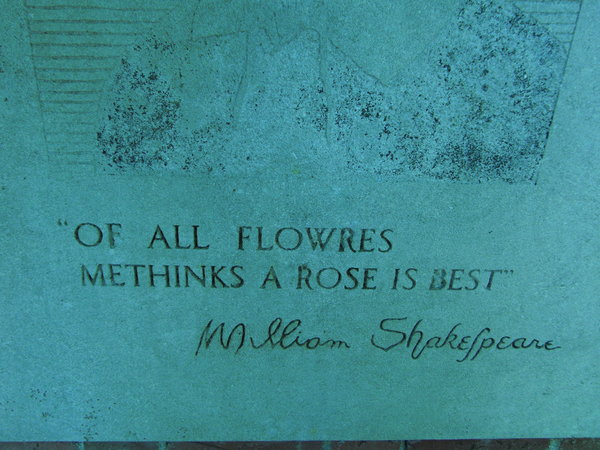 "OF ALL FLOWRES
METHINKS A ROSE IS BEST"
William Shakespeare